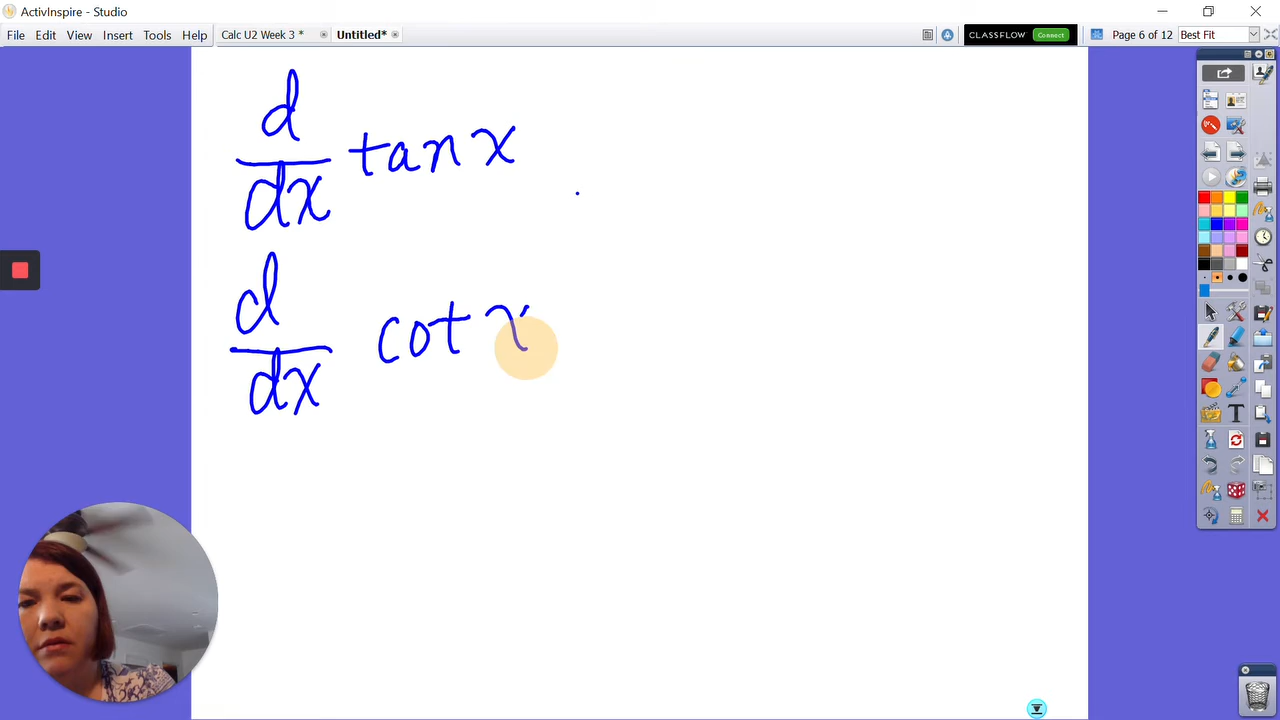 ActivInspire - Studio
File Edit View Insert Tools Help Calc U2 Week 3 * Untitled* CLASSFLOW Connect Page 6 of 12 Best Fit
d/dx tan x
d/dx cot x